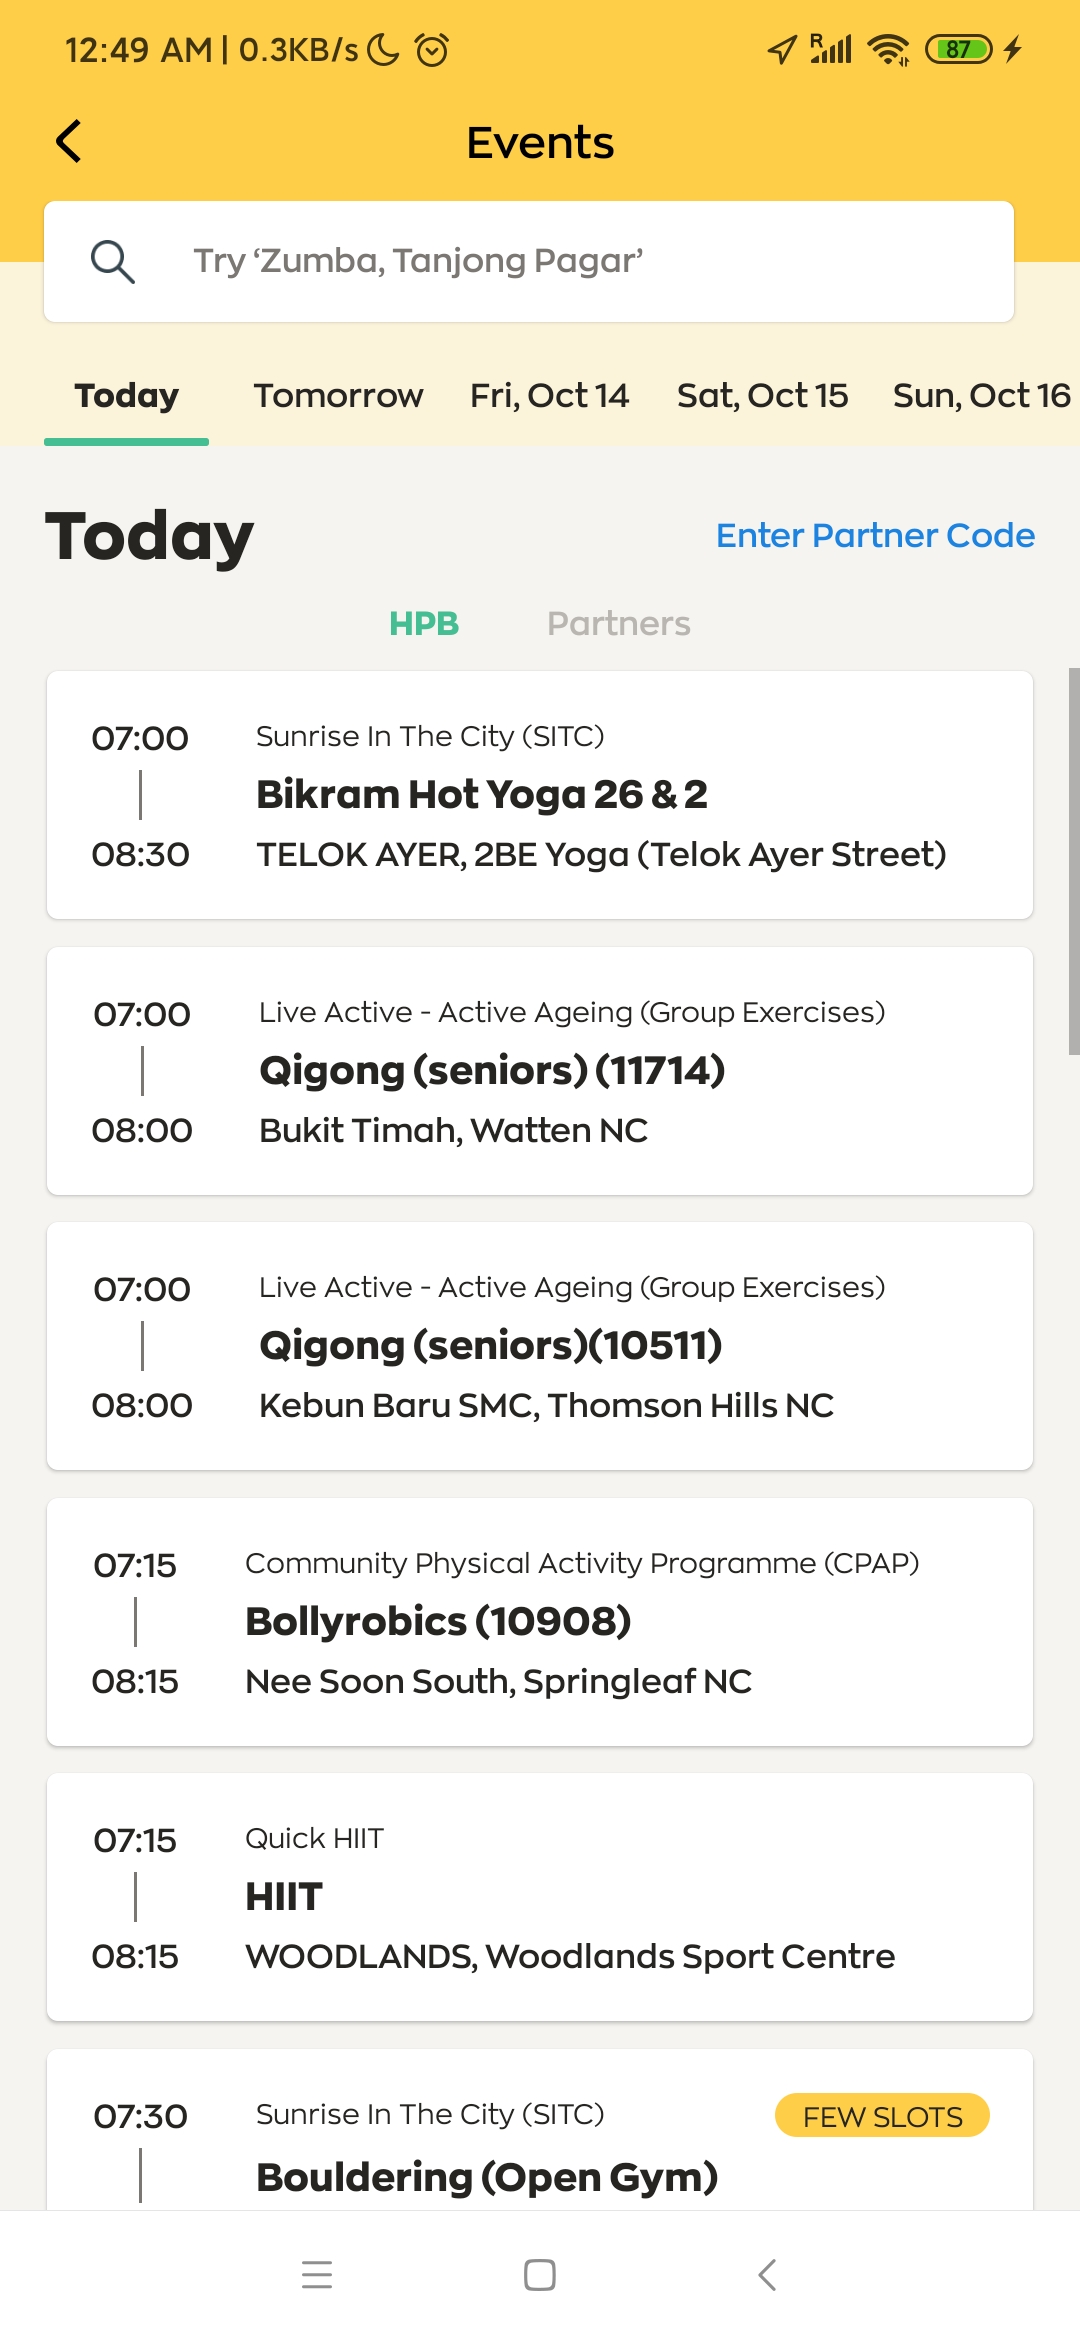 12:49 AM | 0.3KB/s
R
87
Events
Try ‘Zumba, Tanjong Pagar’
Today Tomorrow Fri, Oct 14 Sat, Oct 15 Sun, Oct 16
Today
Enter Partner Code
HPB Partners
07:00
Sunrise In The City (SITC)
Bikram Hot Yoga 26 & 2
08:30
TELOK AYER, 2BE Yoga (Telok Ayer Street)
07:00
Live Active - Active Ageing (Group Exercises)
Qigong (seniors) (11714)
08:00
Bukit Timah, Watten NC
07:00
Live Active - Active Ageing (Group Exercises)
Qigong (seniors)(10511)
08:00
Kebun Baru SMC, Thomson Hills NC
07:15
Community Physical Activity Programme (CPAP)
Bollyrobics (10908)
08:15
Nee Soon South, Springleaf NC
07:15
Quick HIIT
HIIT
08:15
WOODLANDS, Woodlands Sport Centre
07:30
Sunrise In The City (SITC)
FEW SLOTS
Bouldering (Open Gym)